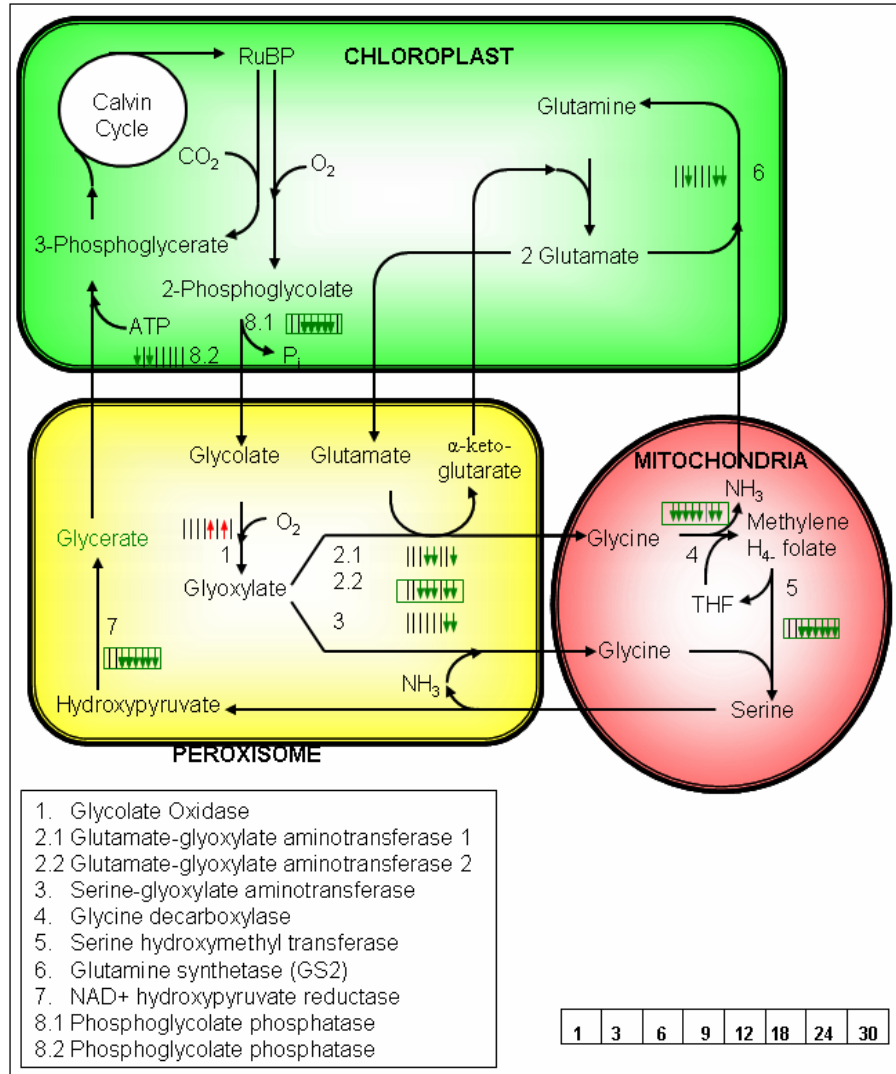 RuBP
CHLOROPLAST
Calvin
Cycle
Glutamine
CO2
O2
6
3-Phosphoglycerate
2 Glutamate
2-Phosphoglycolate
ATP
8.1
8.2
Pi
Glycolate
Glutamate
α-keto-
glutarate
MITOCHONDRIA
NH3
Glycerate
O2
1
2.1
2.2
Glyoxylate
3
Glycine
4
Methylene
H4- folate
THF
5
7
Glycine
NH3
Hydroxypyruvate
Serine
PEROXISOME
1. Glycolate Oxidase
2.1 Glutamate-glyoxylate aminotransferase 1
2.2 Glutamate-glyoxylate aminotransferase 2
3. Serine-glyoxylate aminotransferase
4. Glycine decarboxylase
5. Serine hydroxymethyl transferase
6. Glutamine synthetase (GS2)
7. NAD+ hydroxypyruvate reductase
8.1 Phosphoglycolate phosphatase
8.2 Phosphoglycolate phosphatase
1 3 6 9 12 18 24 30